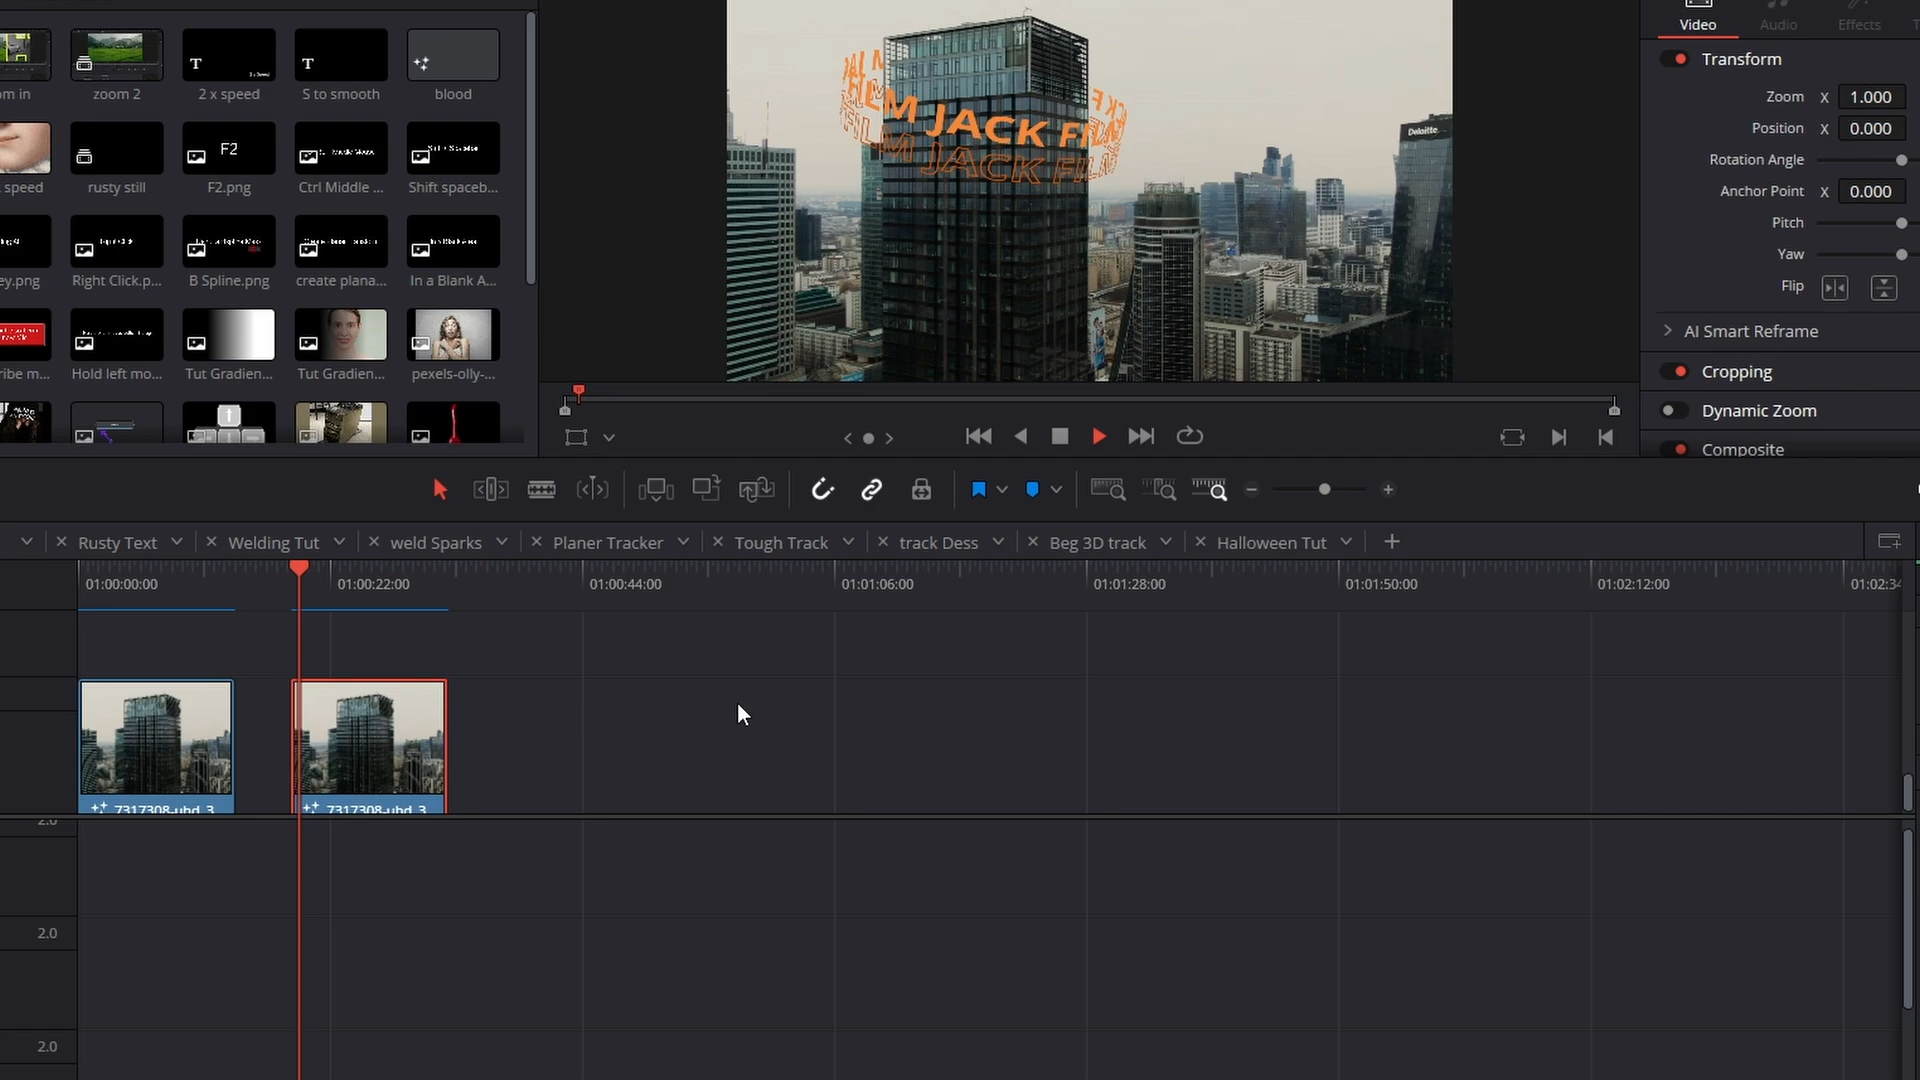 Video
Audio
Effects
Transform
Zoom X 1.000
Position X 0.000
Rotation Angle
Anchor Point X 0.000
Pitch
Yaw
Flip
AI Smart Reframe
Cropping
Dynamic Zoom
Composite
zoom 2
2 x speed
S to smooth
blood
speed
rusty still
F2
F2.png
Ctrl Middle ...
Shift spaceb...
ey.png
Right Click.p...
B Spline.png
create plana...
In a Blank A...
ribe m...
Hold left mo...
Tut Gradien...
Tut Gradien...
pexels-olly-...
FILM JACK FILM
FILM JACK FILM
Deloitte.
Rusty Text
Welding Tut
weld Sparks
Planer Tracker
Tough Track
track Dess
Beg 3D track
Halloween Tut
01:00:00:00
01:00:22:00
01:00:44:00
01:01:06:00
01:01:28:00
01:01:50:00
01:02:12:00
01:02:34
7317308-uhd_3...
7317308-uhd_3...
2.0
2.0
2.0